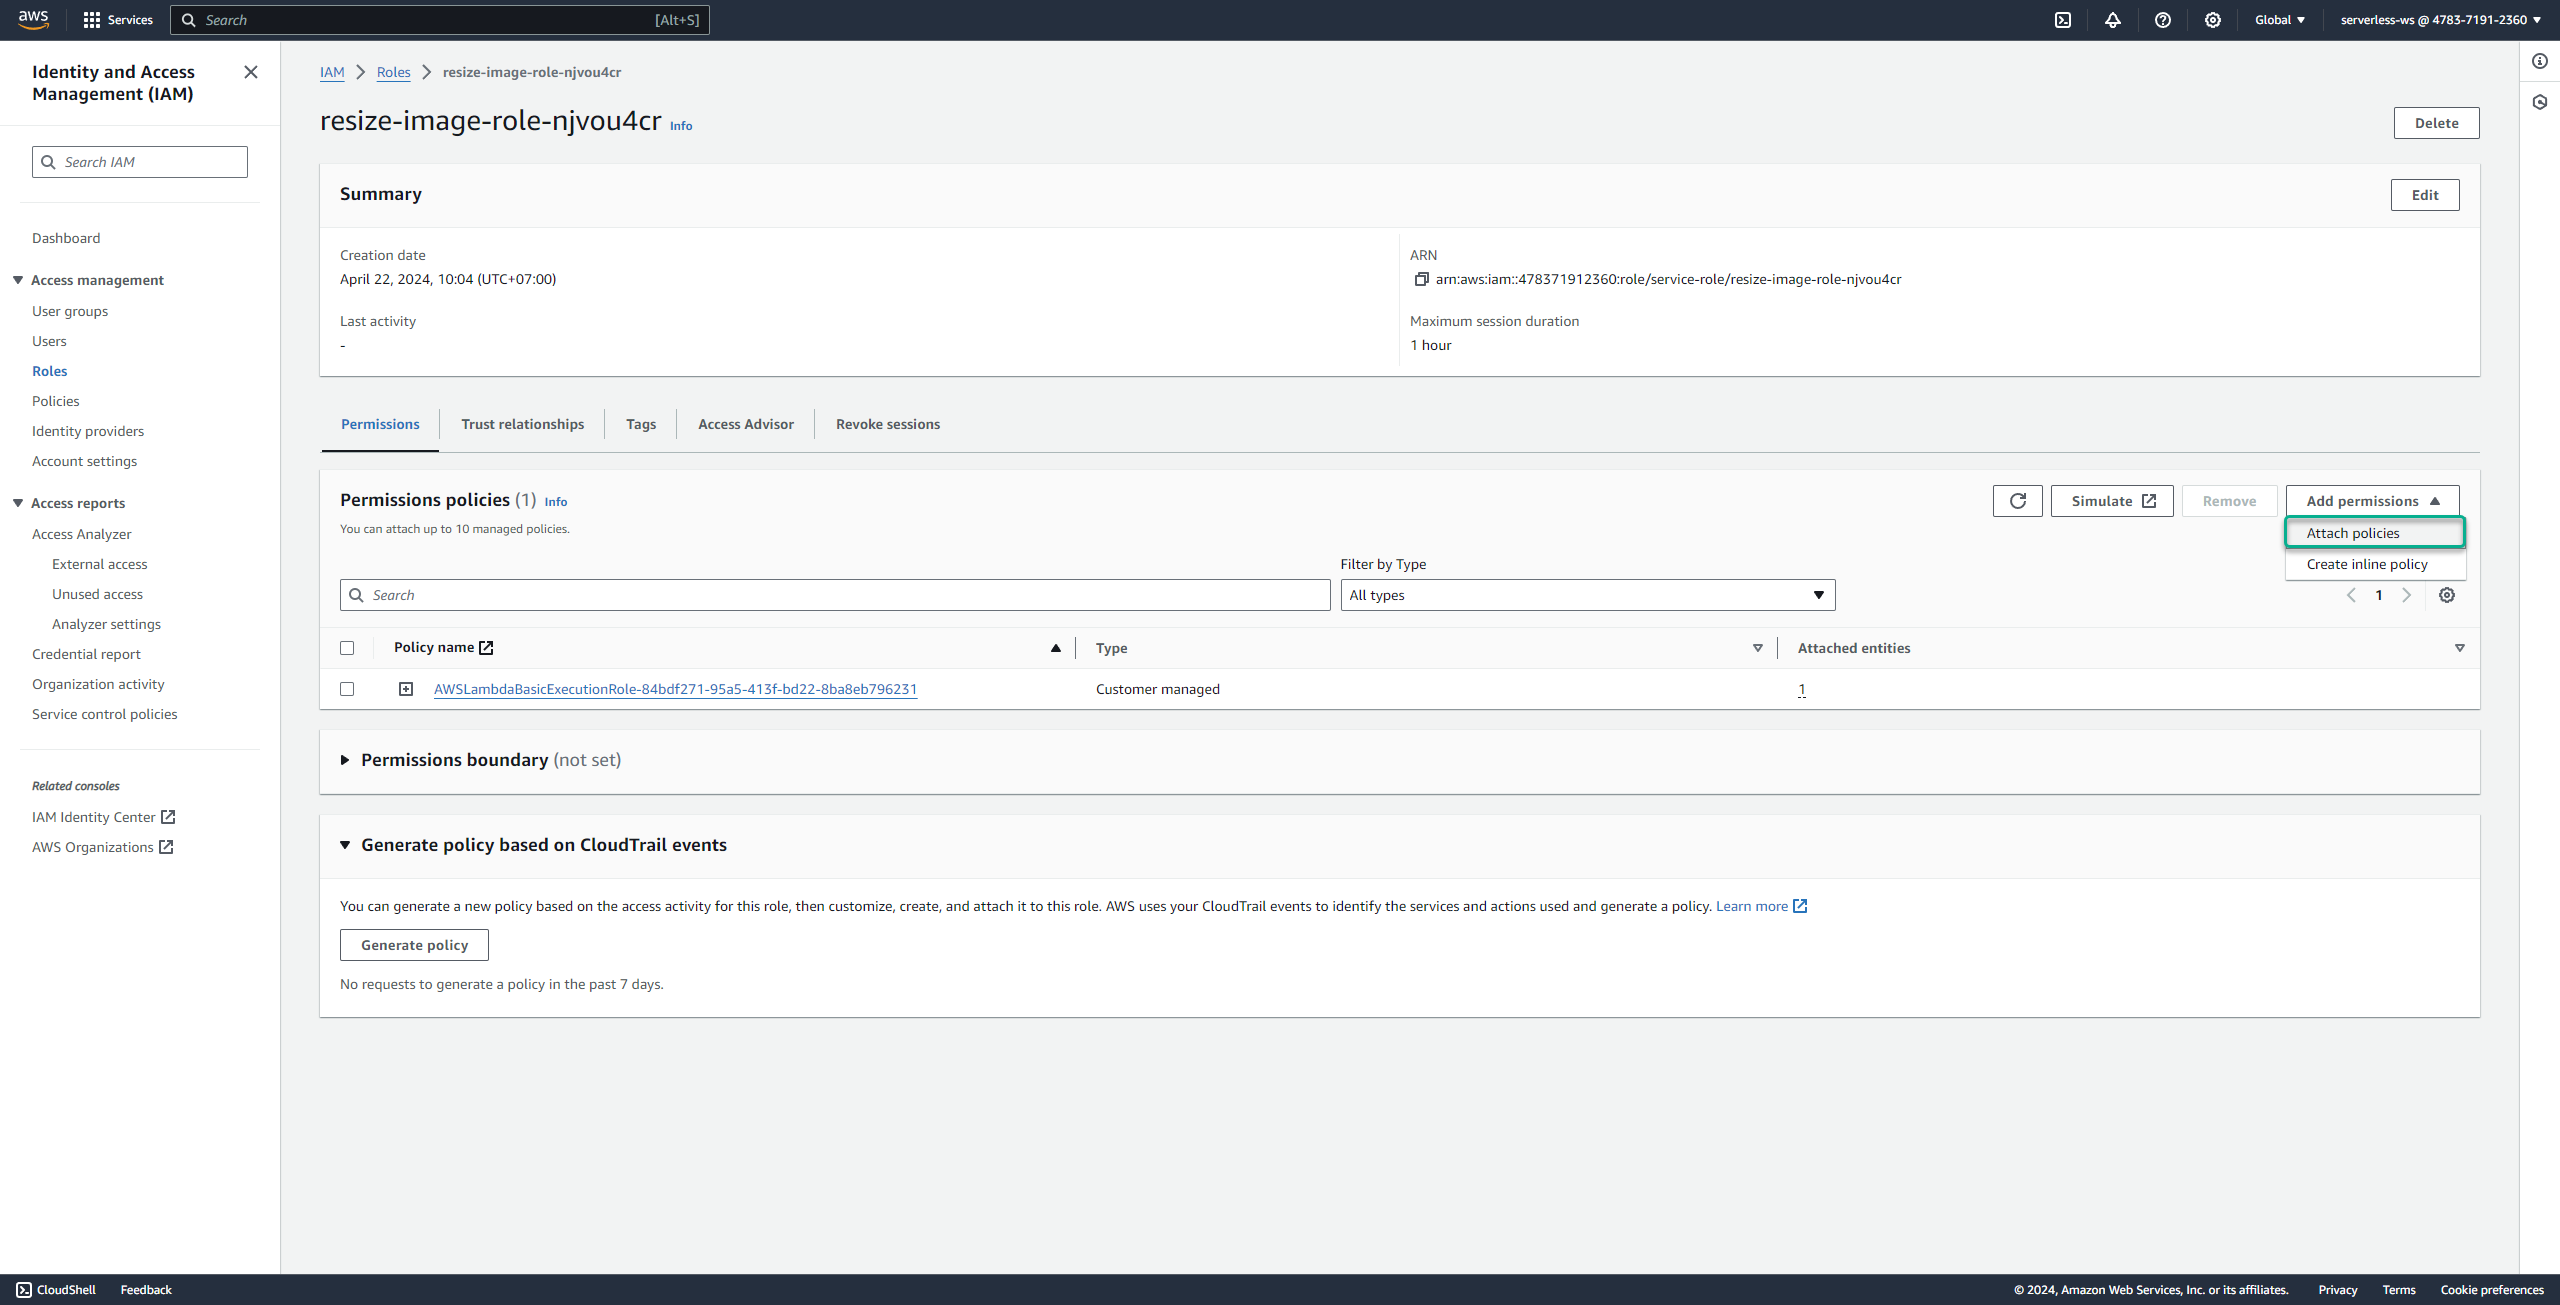 aws
Services
Search
[Alt+S]
Global
serverless-ws @ 4783-7191-2360
Identity and Access
Management (IAM)
Search IAM
Dashboard
Access management
User groups
Users
Roles
Policies
Identity providers
Account settings
Access reports
Access Analyzer
External access
Unused access
Analyzer settings
Credential report
Organization activity
Service control policies
Related consoles
IAM Identity Center
AWS Organizations
IAM
Roles
resize-image-role-njvou4cr
resize-image-role-njvou4cr Info
Delete
Summary
Edit
Creation date
April 22, 2024, 10:04 (UTC+07:00)
Last activity
-
ARN
arn:aws:iam::478371912360:role/service-role/resize-image-role-njvou4cr
Maximum session duration
1 hour
Permissions
Trust relationships
Tags
Access Advisor
Revoke sessions
Permissions policies (1) Info
You can attach up to 10 managed policies.
Simulate
Remove
Add permissions
Attach policies
Create inline policy
Filter by Type
Search
All types
1
Policy name
Type
Attached entities
AWSLambdaBasicExecutionRole-84bdf271-95a5-413f-bd22-8ba8eb796231
Customer managed
1
Permissions boundary (not set)
Generate policy based on CloudTrail events
You can generate a new policy based on the access activity for this role, then customize, create, and attach it to this role. AWS uses your CloudTrail events to identify the services and actions used and generate a policy. Learn more
Generate policy
No requests to generate a policy in the past 7 days.
CloudShell
Feedback
© 2024, Amazon Web Services, Inc. or its affiliates.
Privacy
Terms
Cookie preferences